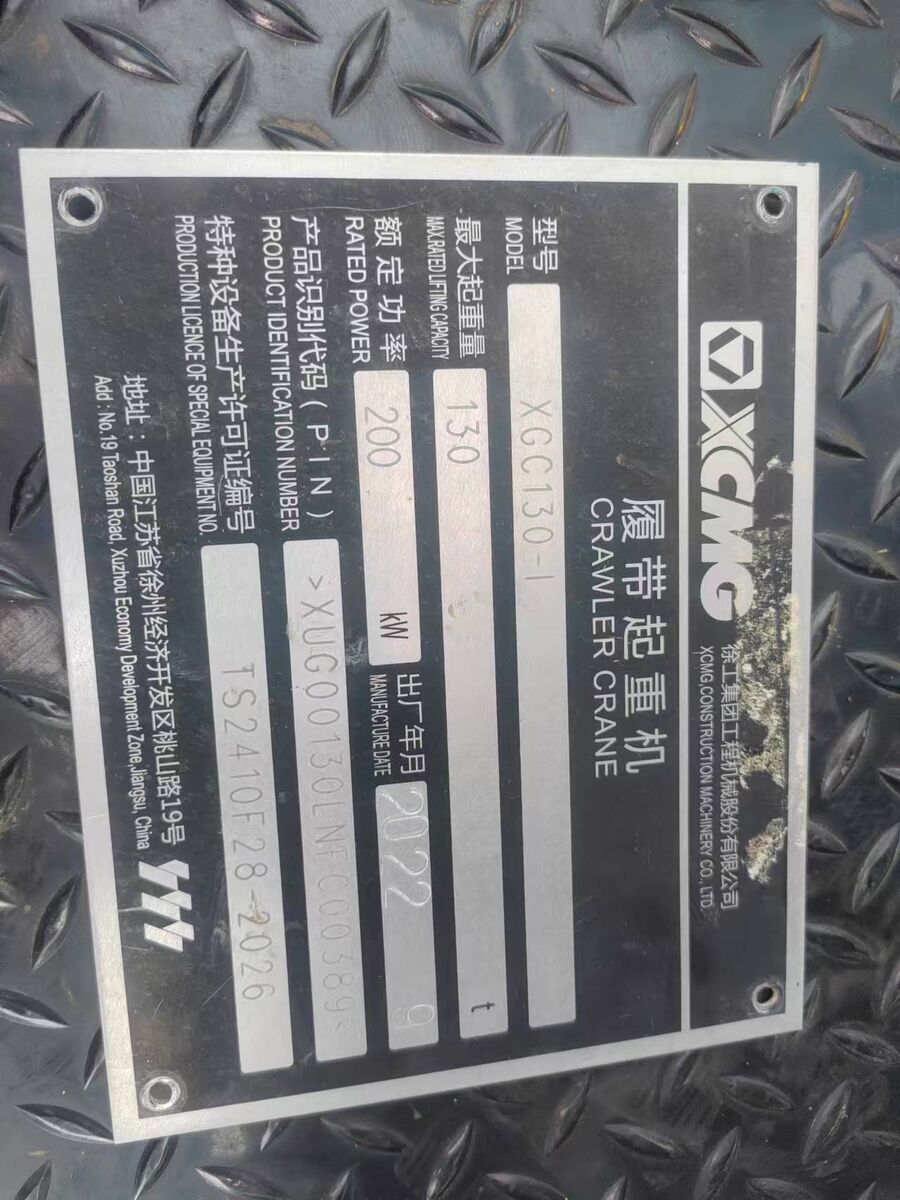 XCMG
徐工集团工程机械股份有限公司
XCMG CONSTRUCTION MACHINERY CO., LTD.
履带起重机
CRAWLER CRANE
型号
MODEL
XGC130-I
最大起重量
MAX.RATED LIFTING CAPACITY
130 t
额定功率
RATED POWER
200 kW
出厂年月
MANUFACTURE DATE
2022 9
产品识别代码(PIN)
PRODUCT IDENTIFICATION NUMBER
>XUG00130LNFC00389<
特种设备生产许可证编号
PRODUCTION LICENCE OF SPECIAL EQUIPMENT NO.
TS2410F28-2026
地址:中国江苏省徐州经济开发区桃山路19号
Add:No.19 Taoshan Road, Xuzhou Economy Development Zone,Jiangsu, China